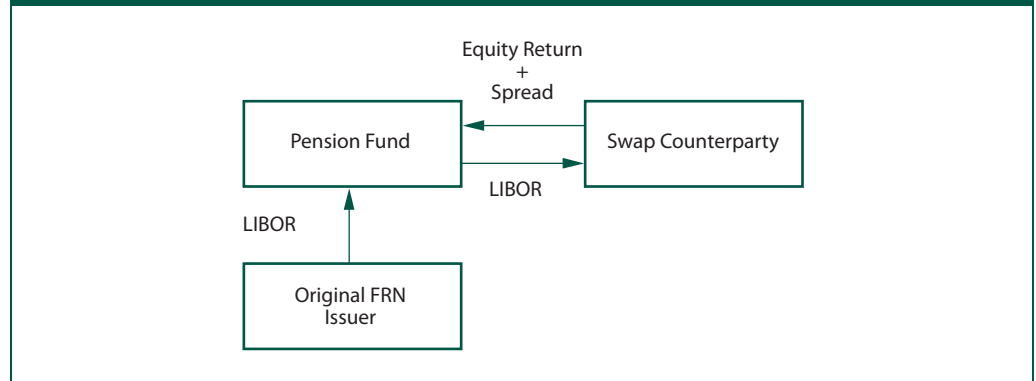 Equity Return
+
Spread
Pension Fund
Swap Counterparty
LIBOR
LIBOR
Original FRN
Issuer